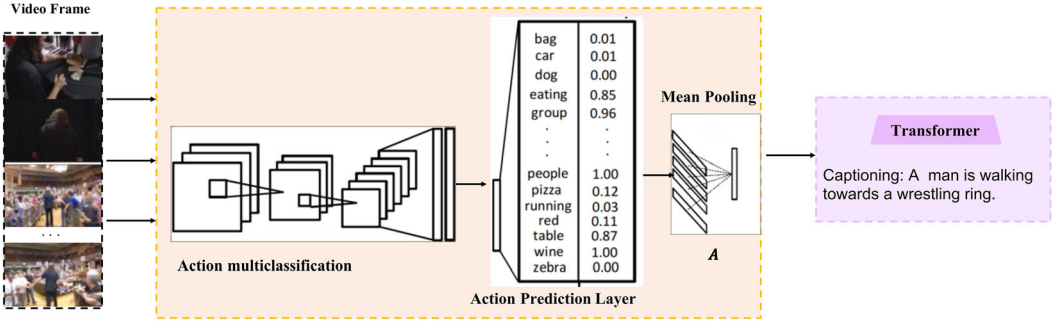 Video Frame
. . .
Action multiclassification
bag 0.01
car 0.01
dog 0.00
eating 0.85
group 0.96
. .
. .
. .
people 1.00
pizza 0.12
running 0.03
red 0.11
table 0.87
wine 1.00
zebra 0.00
Action Prediction Layer
Mean Pooling
A
Transformer
Captioning: A man is walking
towards a wrestling ring.